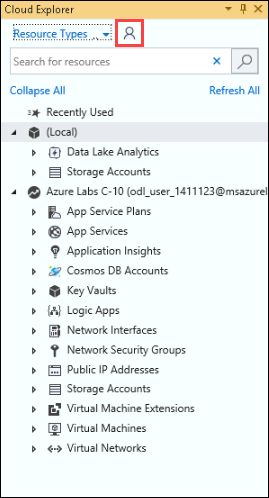 Cloud Explorer
Resource Types ..
Search for resources
Collapse All Refresh All
Recently Used
(Local)
Data Lake Analytics
Storage Accounts
Azure Labs C-10 (odl_user_1411123@msazurel
App Service Plans
App Services
Application Insights
Cosmos DB Accounts
Key Vaults
Logic Apps
Network Interfaces
Network Security Groups
Public IP Addresses
Storage Accounts
Virtual Machine Extensions
Virtual Machines
Virtual Networks